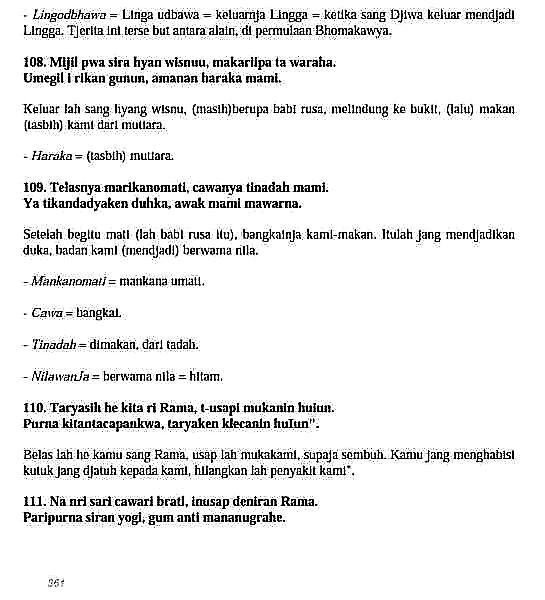 - Lingodbhawa = Linga udbawa = keluarnja Lingga = ketika sang Djiwa keluar mendjadi
Lingga. Tjerita ini terse but antara alain, di permulaan Bhomakawya.
108. Mijil pwa sira hyan wisnuu, makariipa ta waraha.
Umegil i rikan gunun, amanan haraka mami.
Keluar lah sang hyang wisnu, (masih)berupa babi rusa, melindung ke bukit, (lalu) makan
(tasbih) kami dari mutiara.
- Haraka = (tasbih) mutiara.
109. Telasnya marikanomati, cawanya tinadah mami.
Ya tikandadyaken duhka, awak mami mawarna.
Setelah begitu mati (lah babi rusa itu), bangkainja kami-makan. Itulah jang mendjadikan
duka, badan kami (mendjadi) berwarna nila.
- Mankanomati = mankana umati.
- Cawa = bangkai.
- Tinadah = dimakan, dari tadah.
- NilawanJa = berwarna nila = hitam.
110. Taryasih he kita ri Rama, t-usapi mukanin huiun.
Purna kitantacapankwa, taryaken klecanin huIun".
Belas lah he kamu sang Rama, usap lah mukakami, supaja sembuh. Kamu jang menghabisi
kutuk jang djatuh kepada kami, hilangkan lah penyakit kami".
111. Na nri sari cawari brati, inusap deniran Rama.
Paripurna siran yogi, gum anti mananugrahe.
261